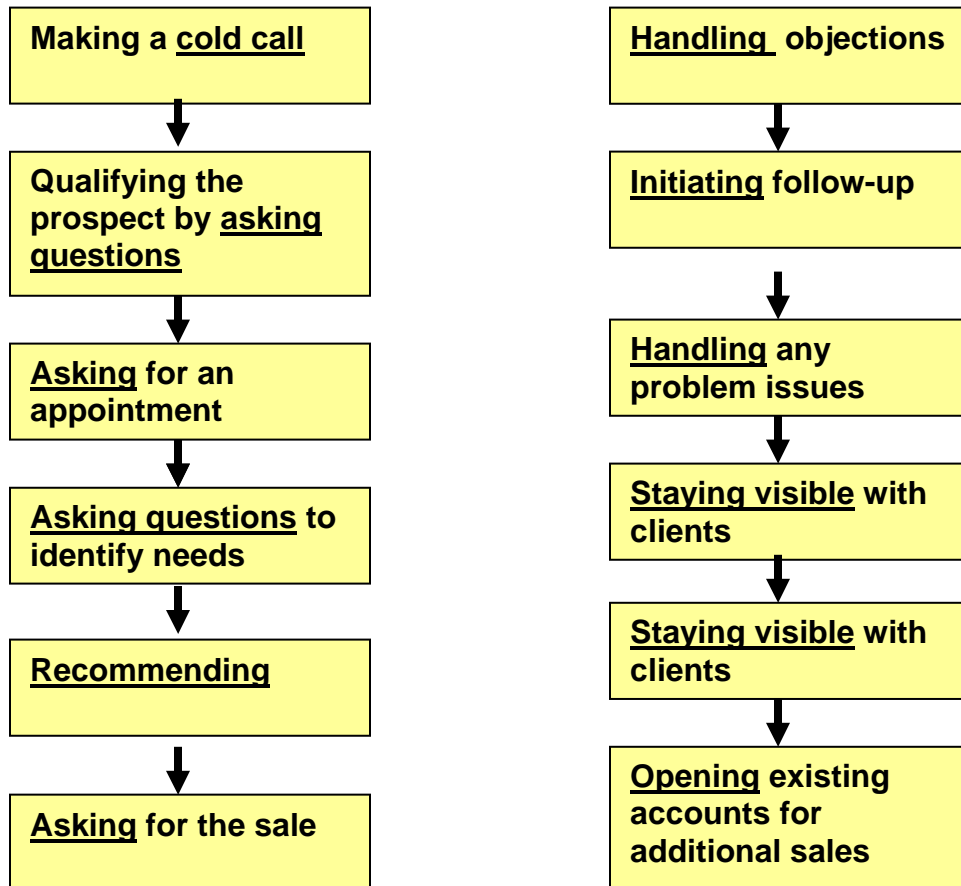 Making a cold call
Qualifying the
prospect by asking
questions
Asking for an
appointment
Asking questions to
identify needs
Recommending
Asking for the sale
Handling  objections
Initiating follow-up
Handling any
problem issues
Staying visible with
clients
Staying visible with
clients
Opening existing
accounts for
additional sales